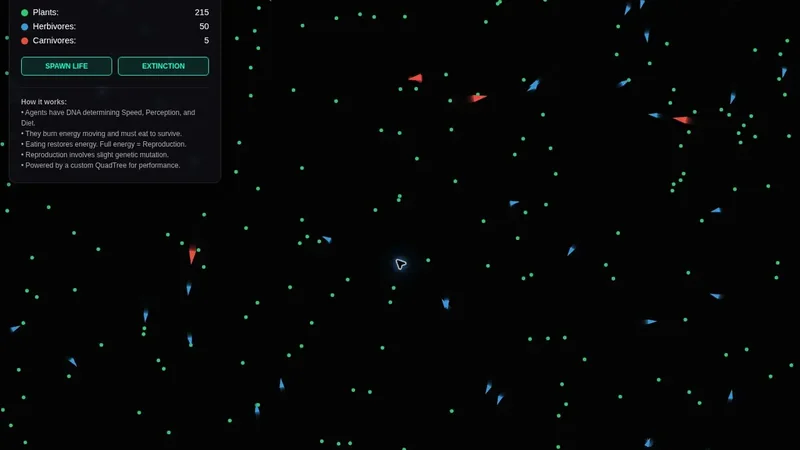 Plants: 215
Herbivores: 50
Carnivores: 5
SPAWN LIFE EXTINCTION
How it works:
• Agents have DNA determining Speed, Perception, and
Diet.
• They burn energy moving and must eat to survive.
• Eating restores energy. Full energy = Reproduction.
• Reproduction involves slight genetic mutation.
• Powered by a custom QuadTree for performance.